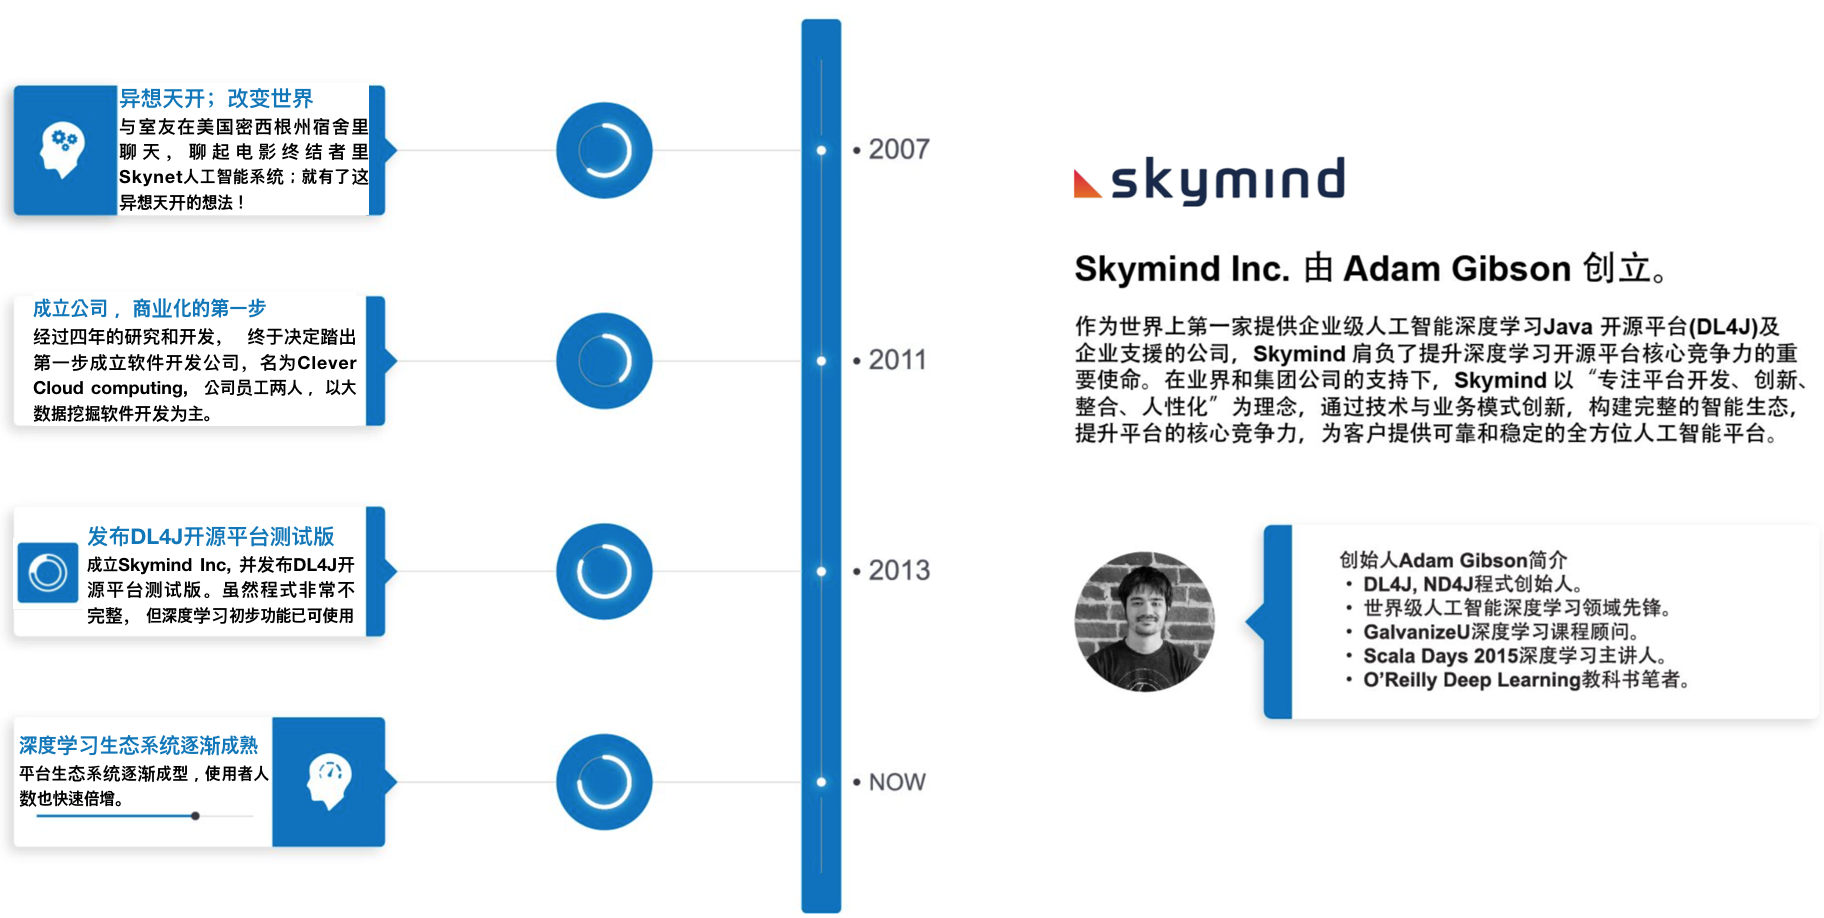 异想天开；改变世界
与室友在美国密西根州宿舍里
聊天，聊起电影终结者里
Skynet人工智能系统；就有了这
异想天开的想法！
2007
成立公司，商业化的第一步
经过四年的研究和开发， 终于决定踏出
第一步成立软件开发公司，名为Clever
Cloud computing， 公司员工两人，以大
数据挖掘软件开发为主。
2011
发布DL4J开源平台测试版
成立Skymind Inc, 并发布DL4J开
源平台测试版。虽然程式非常不
完整， 但深度学习初步功能已可使用
2013
深度学习生态系统逐渐成熟
平台生态系统逐渐成型，使用者人
数也快速倍增。
NOW
skymind
Skymind Inc. 由 Adam Gibson 创立。
作为世界上第一家提供企业级人工智能深度学习Java 开源平台(DL4J)及
企业支援的公司，Skymind 肩负了提升深度学习开源平台核心竞争力的重
要使命。在业界和集团公司的支持下，Skymind 以“专注平台开发、创新、
整合、人性化”为理念，通过技术与业务模式创新，构建完整的智能生态，
提升平台的核心竞争力，为客户提供可靠和稳定的全方位人工智能平台。
创始人Adam Gibson简介
• DL4J, ND4J程式创始人。
• 世界级人工智能深度学习领域先锋。
• GalvanizeU深度学习课程顾问。
• Scala Days 2015深度学习主讲人。
• O’Reilly Deep Learning教科书笔者。